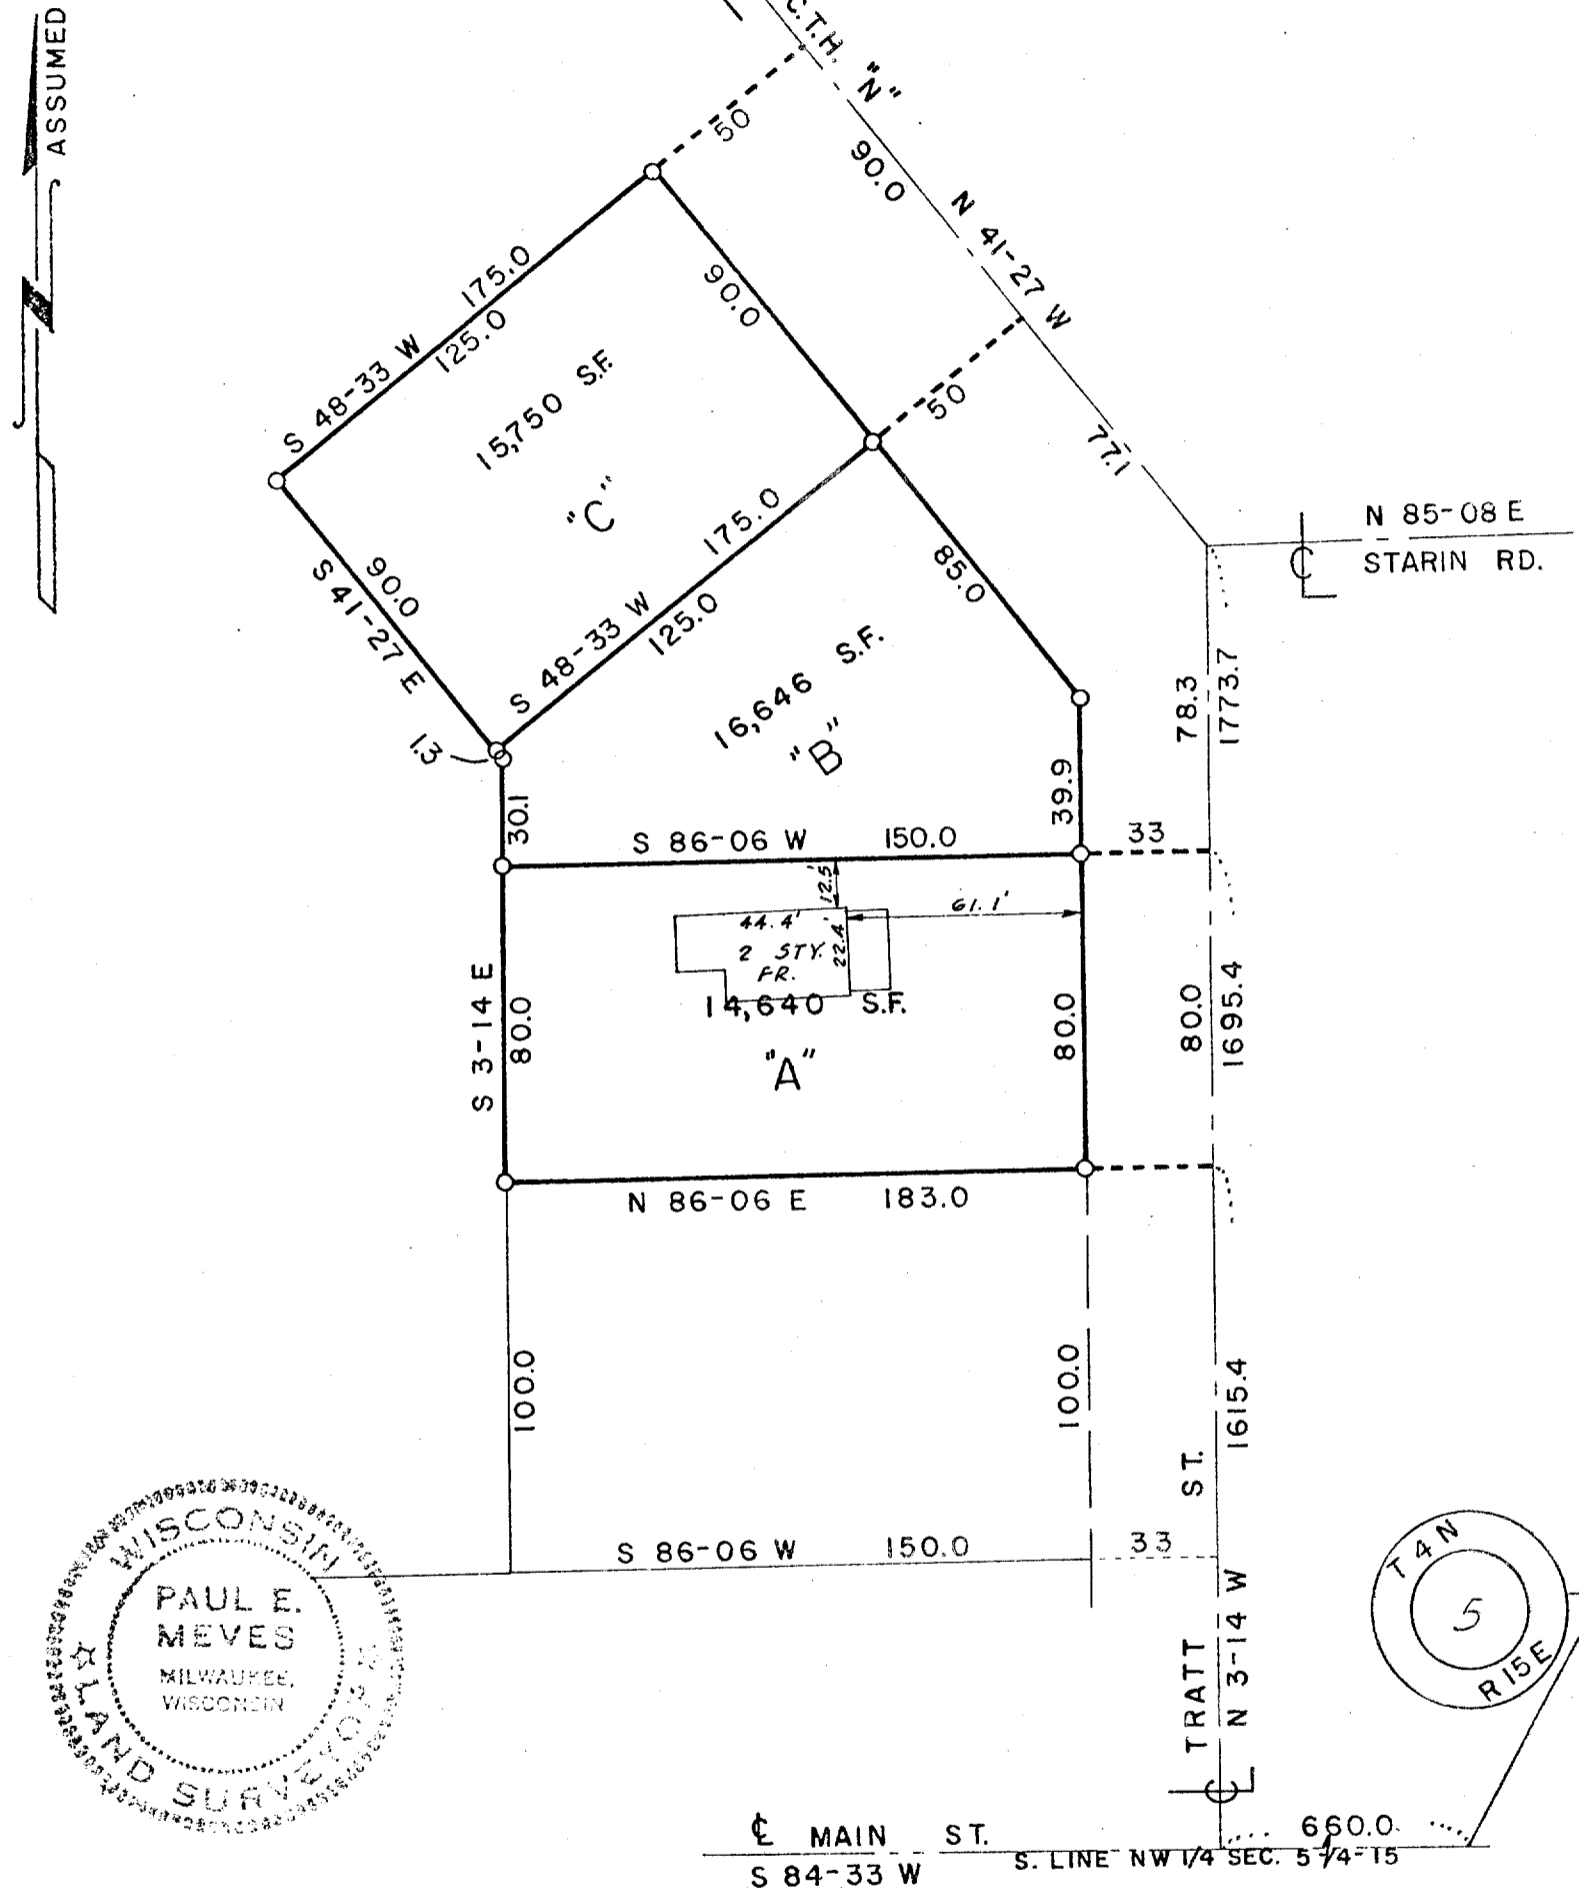 ASSUMED
C.T.H. "N"
50
90.0
N 41-27 W
50
77.1
S 48-33 W 175.0
125.0
90.0
15,750 S.F.
"C"
90.0
S 41-27 E
S 48-33 W 175.0
125.0
85.0
N 85-08 E
STARIN RD.
16,646 S.F.
"B"
78.3
1773.7
1.3
30.1
39.9
S 86-06 W 150.0
33
12.5'
61.1'
44.4'
22.4'
2 STY.
FR.
14,640 S.F.
"A"
S 3-14 E
80.0
80.0
80.0
1695.4
N 86-06 E 183.0
100.0
100.0
1615.4
S 86-06 W 150.0
33
TRATT ST.
N 3-14 W
WISCONSIN
PAUL E.
MEVES
MILWAUKEE,
WISCONSIN
LAND SURVEYOR
T 4 N
5
R 15 E
660.0
MAIN ST.
S 84-33 W
S. LINE NW 1/4 SEC. 5-4-15